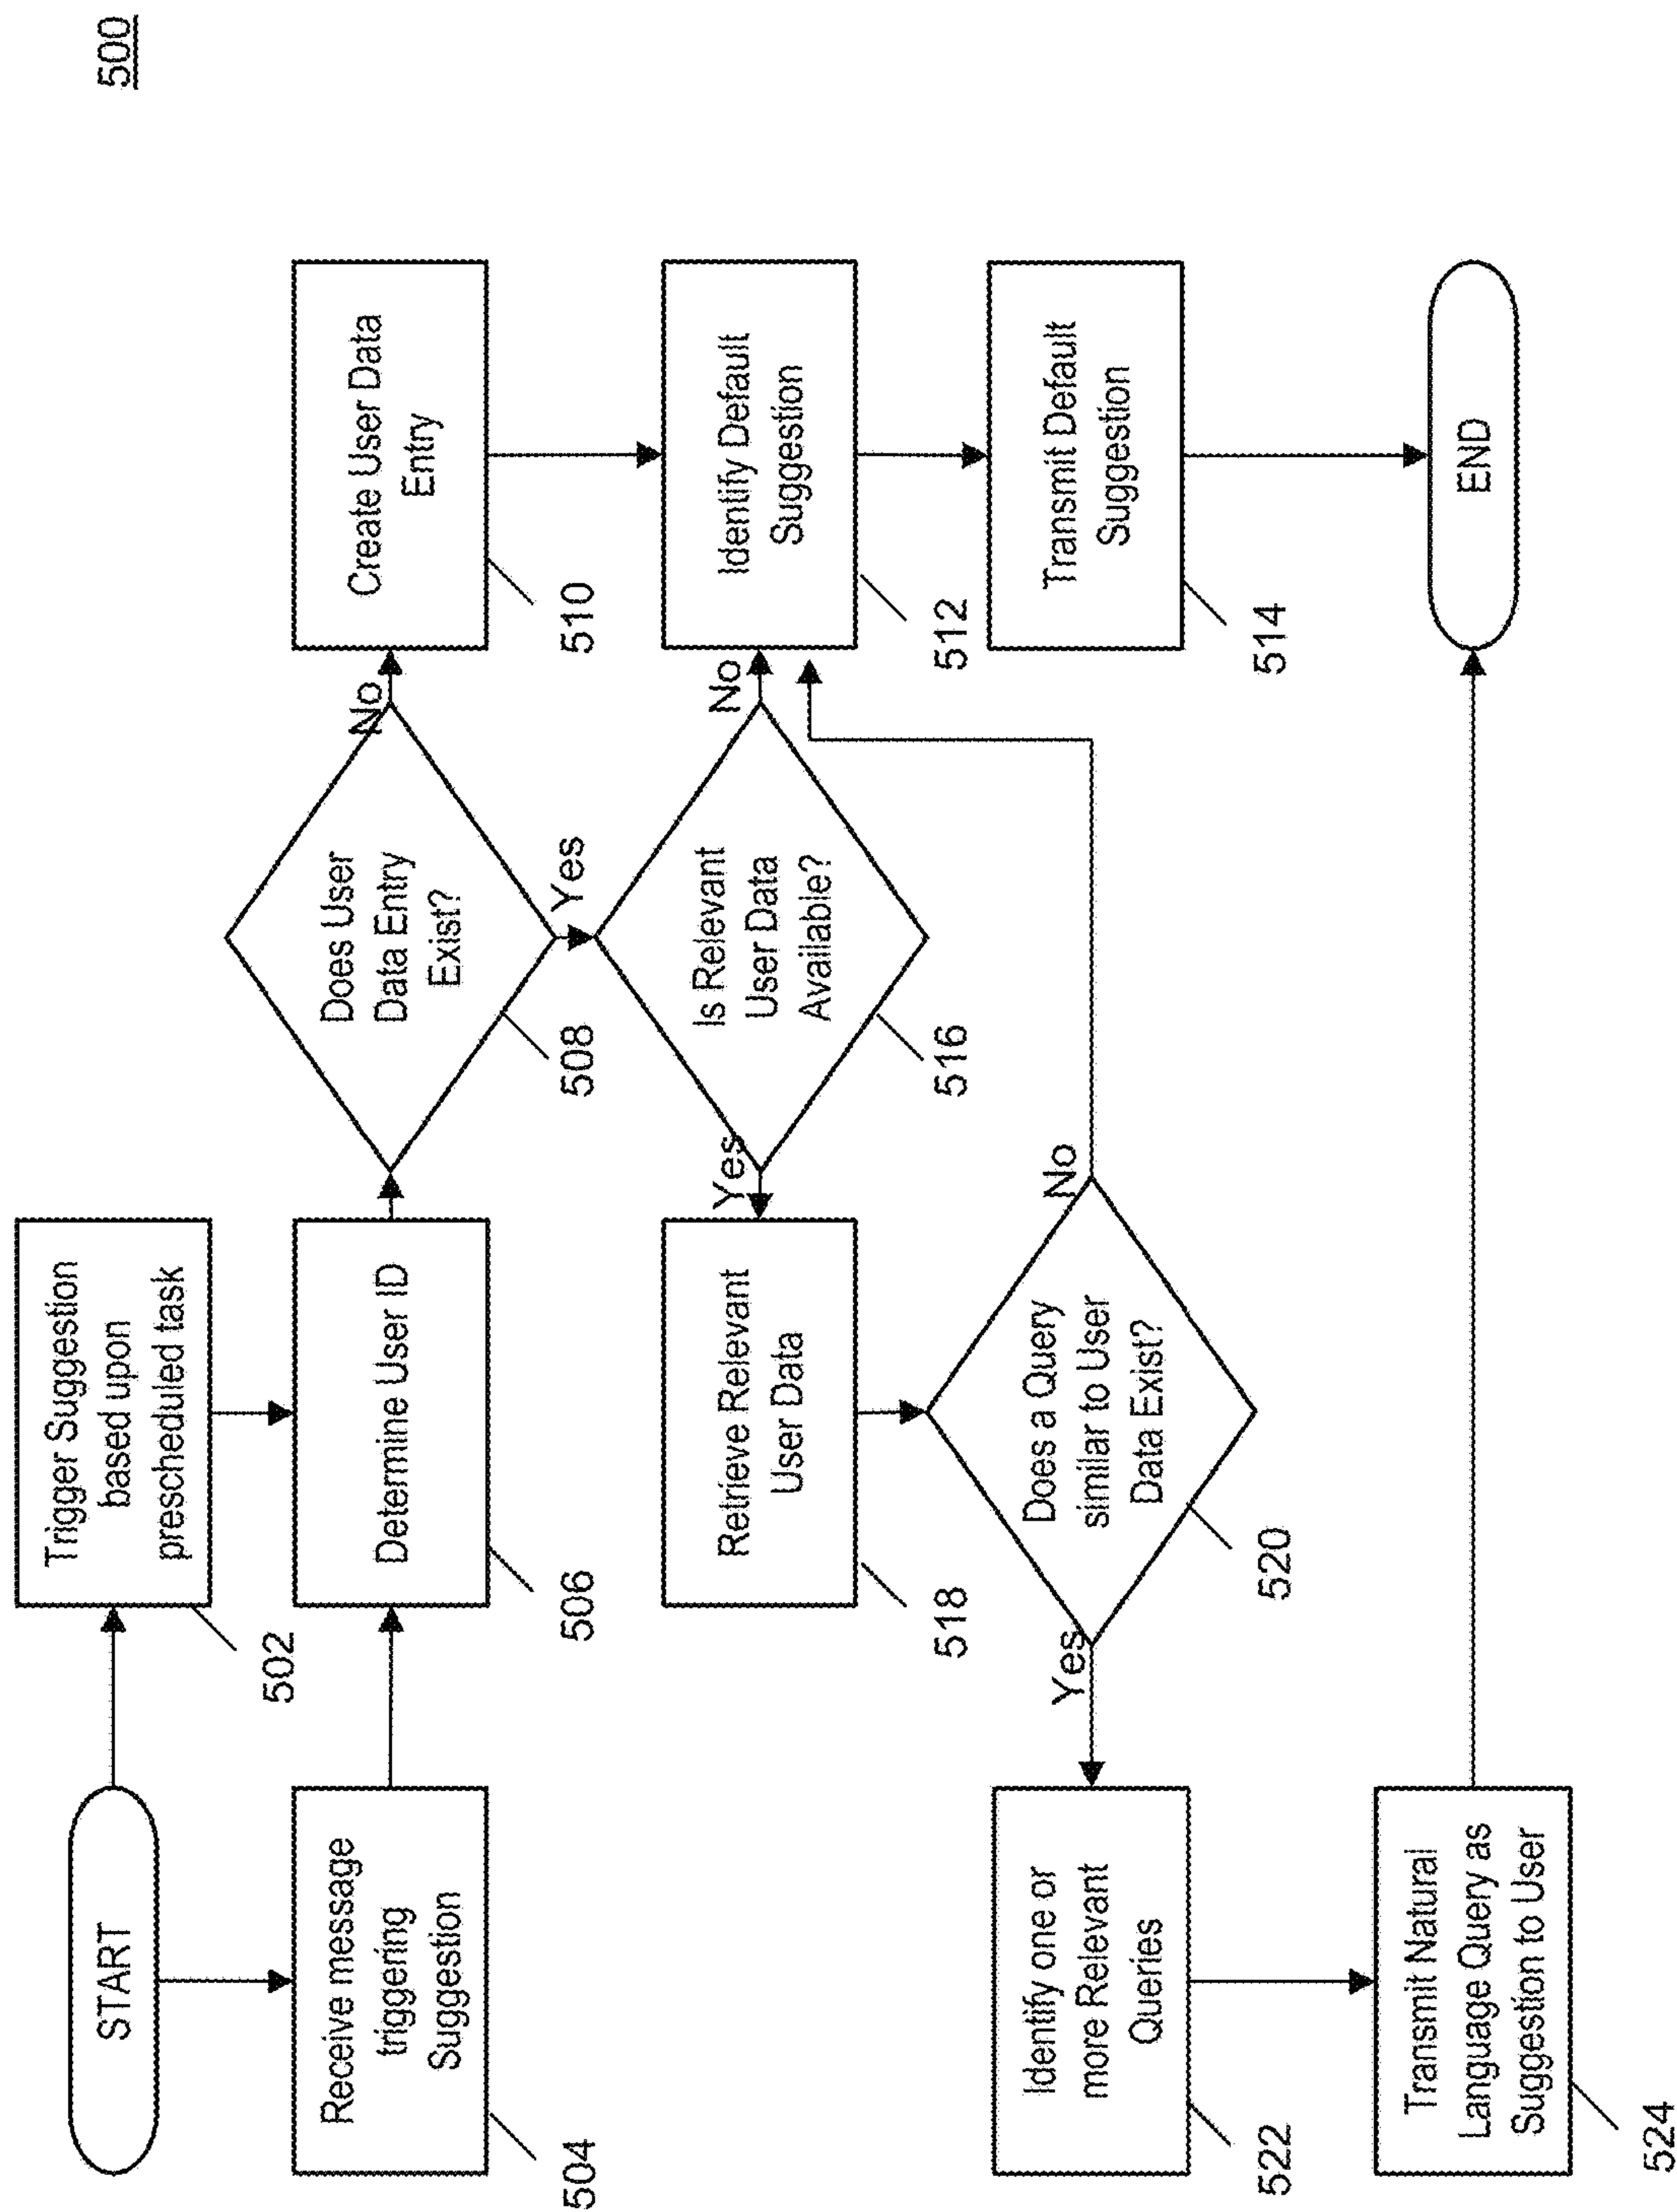 500
START
Trigger Suggestion
based upon
prescheduled task
502
Receive message
triggering
Suggestion
504
Determine User ID
506
Does User
Data Entry
Exist?
508
No
Yes
Create User Data
Entry
510
Identify Default
Suggestion
512
Transmit Default
Suggestion
514
Is Relevant
User Data
Available?
516
No
Yes
Retrieve Relevant
User Data
518
Does a Query
similar to User
Data Exist?
520
No
Yes
Identify one or
more Relevant
Queries
522
Transmit Natural
Language Query as
Suggestion to User
524
END